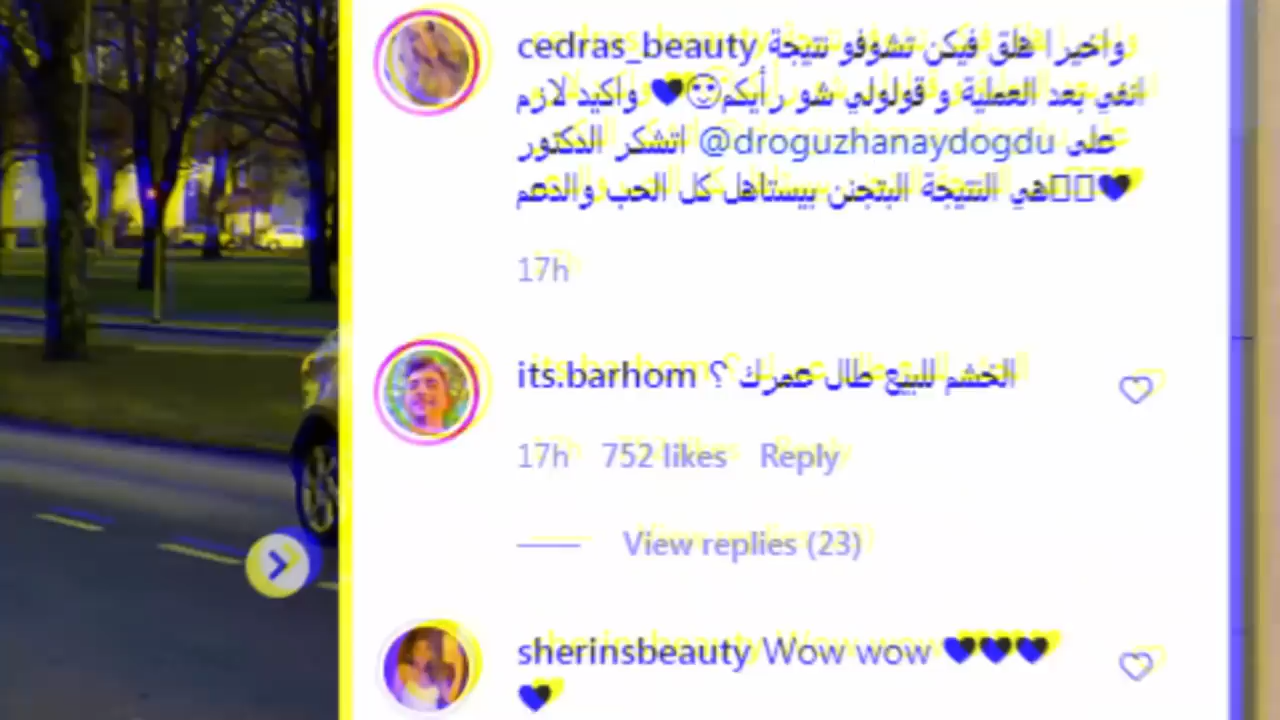 cedras_beauty واخيرا هلق فيكن تشوفو نتيجة
انفي بعد العملية و قولولي شو رأيكم☺️🖤 واكيد لازم
اتشكر الدكتور @droguzhanaydogdu على
هي النتيجة البتجنن بيستاهل كل الحب والدعم🖤
17h
its.barhom الخشم للبيع طال عمرك ؟
17h 752 likes Reply
View replies (23)
sherinsbeauty Wow wow 🖤🖤🖤
🖤